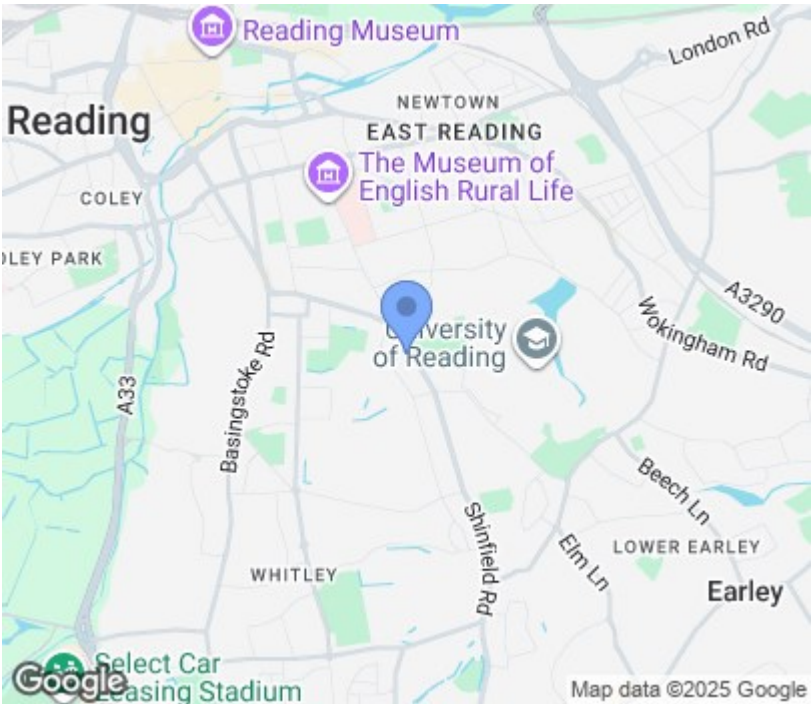 Reading Museum
London Rd
NEWTOWN
Reading
EAST READING
The Museum of
English Rural Life
COLEY
OLEY PARK
A3290
University
of Reading
Wokingham Rd
A33
Basingstoke Rd
Beech Ln
Shinfield Rd
Elm Ln
LOWER EARLEY
WHITLEY
Earley
Select Car
Leasing Stadium
Google
Map data ©2025 Google